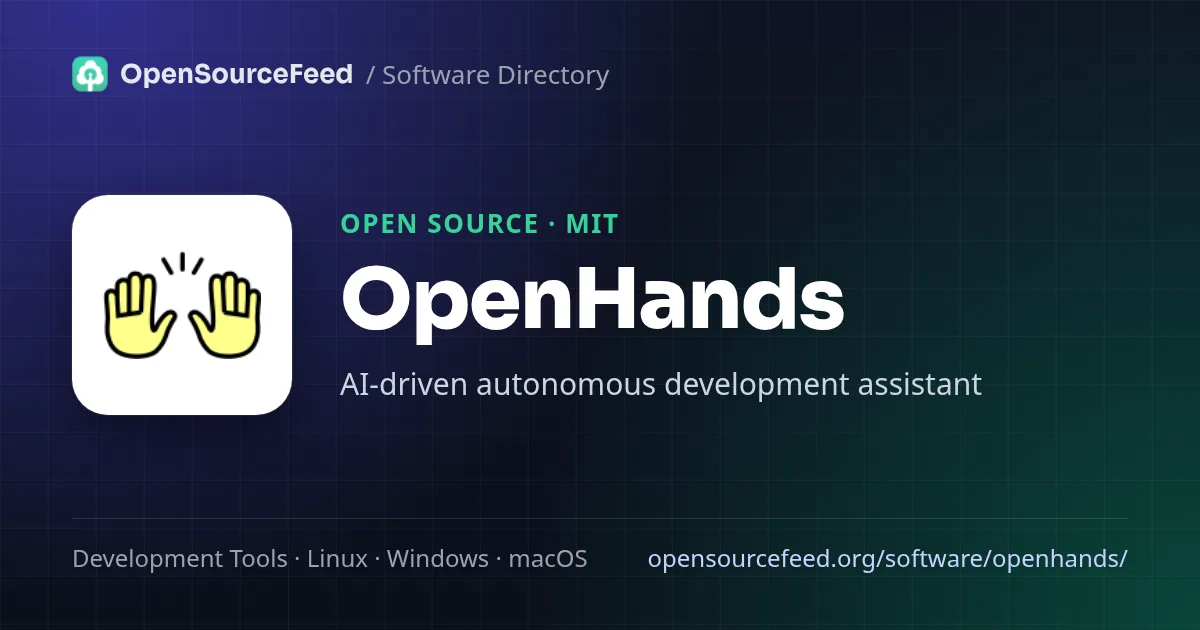 OpenSourceFeed / Software Directory
OPEN SOURCE · MIT
OpenHands
AI-driven autonomous development assistant
Development Tools · Linux · Windows · macOS
opensourcefeed.org/software/openhands/